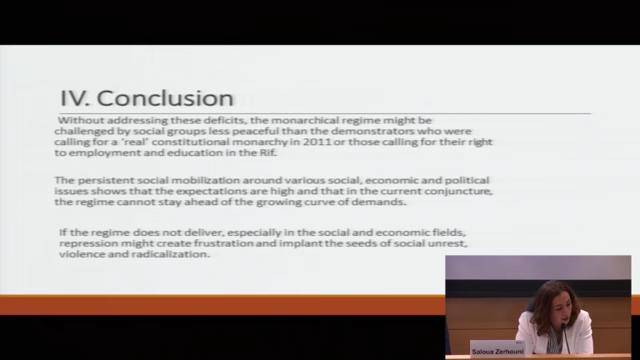 IV. Conclusion
Without addressing these deficits, the monarchical regime might be
challenged by social groups less peaceful than the demonstrators who were
calling for a 'real' constitutional monarchy in 2011 or those calling for their right
to employment and education in the Rif.
The persistent social mobilization around various social, economic and political
issues shows that the expectations are high and that in the current conjuncture,
the regime cannot stay ahead of the growing curve of demands.
If the regime does not deliver, especially in the social and economic fields,
repression might create frustration and implant the seeds of social unrest,
violence and radicalization.
Saloua Zerhouni